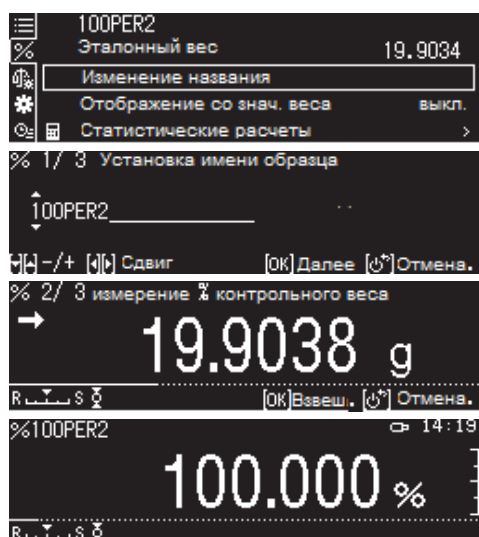 100PER2
% Эталонный вес 19.9034
Изменение названия
Отображение со знач. веса выкл.
Статистические расчеты >
% 1/ 3 Установка имени образца
100PER2
-/+ Сдвиг [OK]Далее Отмена.
% 2/ 3 измерение % контрольного веса
19.9038 g
R S [OK]Взвеш. Отмена.
%100PER2 14:19
100.000 %
R S